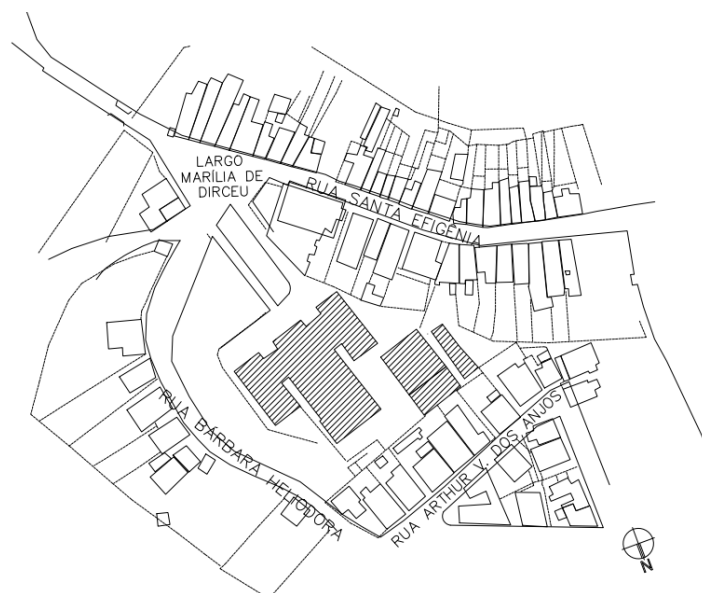 LARGO
MARÍLIA DE
DIRCEU
RUA SANTA EFIGÊNIA
RUA BÁRBARA HELIODORA
RUA ARTHUR V. DOS ANJOS
N